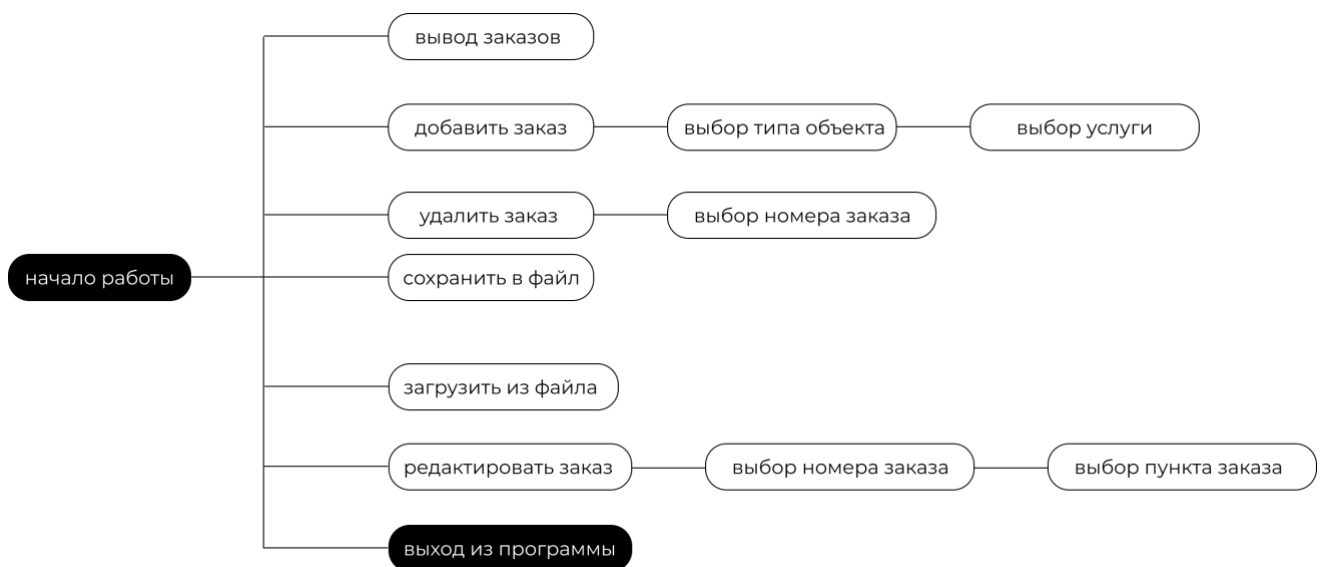 вывод заказов
добавить заказ
выбор типа объекта
выбор услуги
удалить заказ
выбор номера заказа
начало работы
сохранить в файл
загрузить из файла
редактировать заказ
выбор номера заказа
выбор пункта заказа
выход из программы